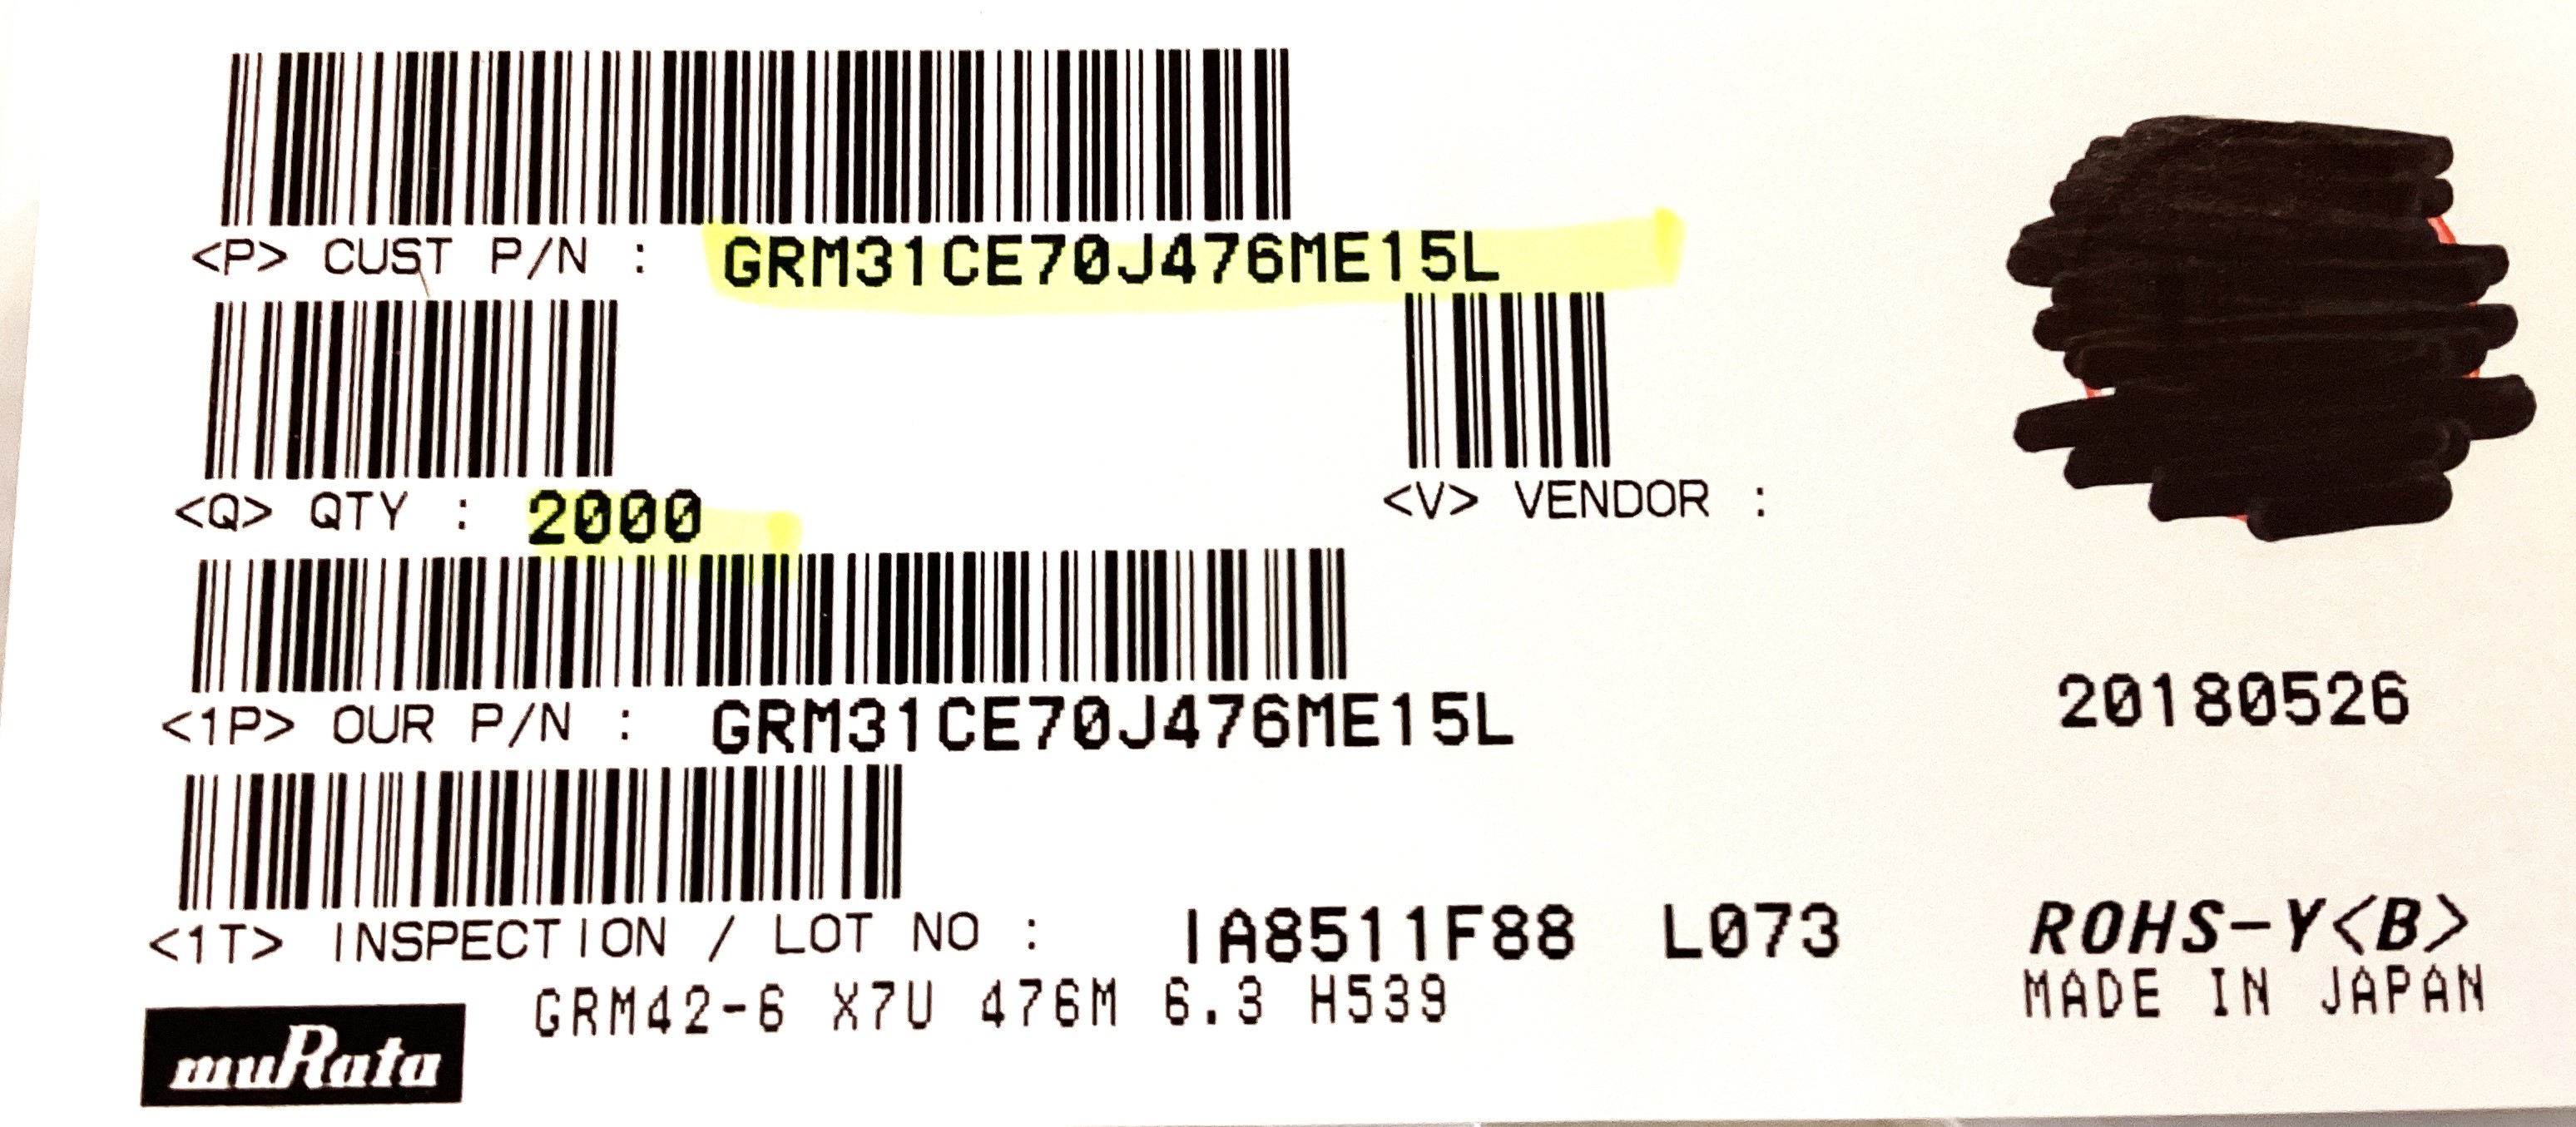 <P> CUST P/N : GRM31CE70J476ME15L
<Q> QTY : 2000
<V> VENDOR :
<1P> OUR P/N : GRM31CE70J476ME15L
20180526
<1T> INSPECTION / LOT NO : IA8511F88 L073
ROHS-Y<B>
GRM42-6 X7U 476M 6.3 H539
MADE IN JAPAN
muRata